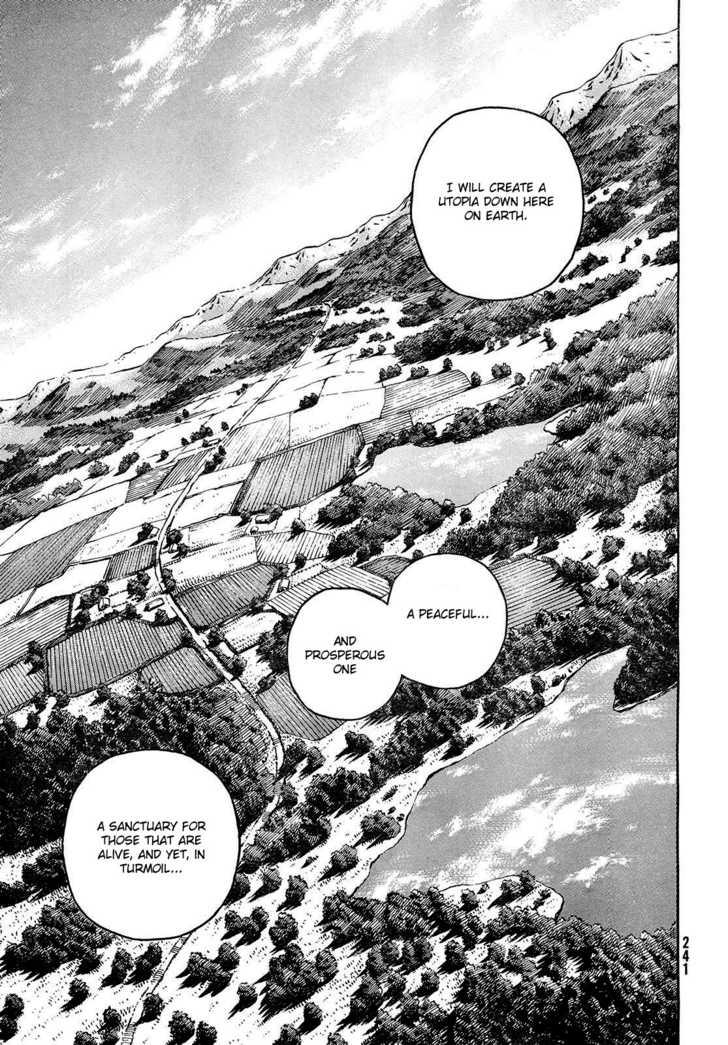 I WILL CREATE A
UTOPIA DOWN HERE
ON EARTH.
A PEACEFUL...
AND
PROSPEROUS
ONE
A SANCTUARY FOR
THOSE THAT ARE
ALIVE, AND YET, IN
TURMOIL...
241